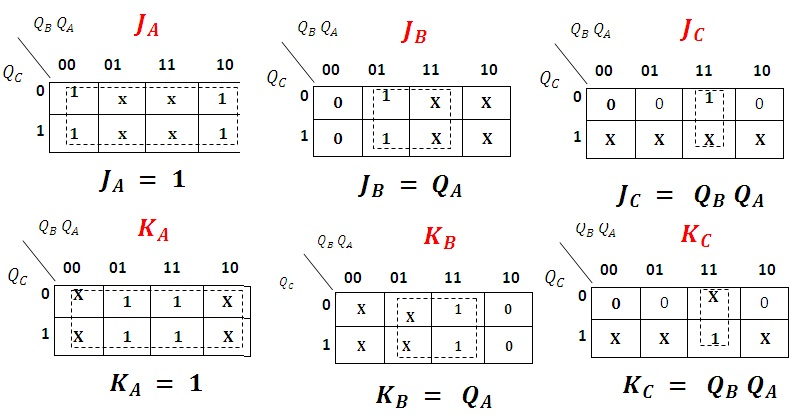 Q_B Q_A J_A
00 01 11 10
Q_C
0 1 x x 1
1 1 x x 1
J_A = 1
Q_B Q_A J_B
00 01 11 10
Q_C
0 0 1 X X
1 0 1 X X
J_B = Q_A
Q_B Q_A J_C
00 01 11 10
Q_C
0 0 0 1 0
1 X X X X
J_C = Q_B Q_A
Q_B Q_A K_A
00 01 11 10
Q_C
0 X 1 1 X
1 X 1 1 X
K_A = 1
Q_B Q_A K_B
00 01 11 10
Q_C
0 X X 1 0
1 X X 1 0
K_B = Q_A
Q_B Q_A K_C
00 01 11 10
Q_C
0 0 0 X 0
1 X X 1 X
K_C = Q_B Q_A